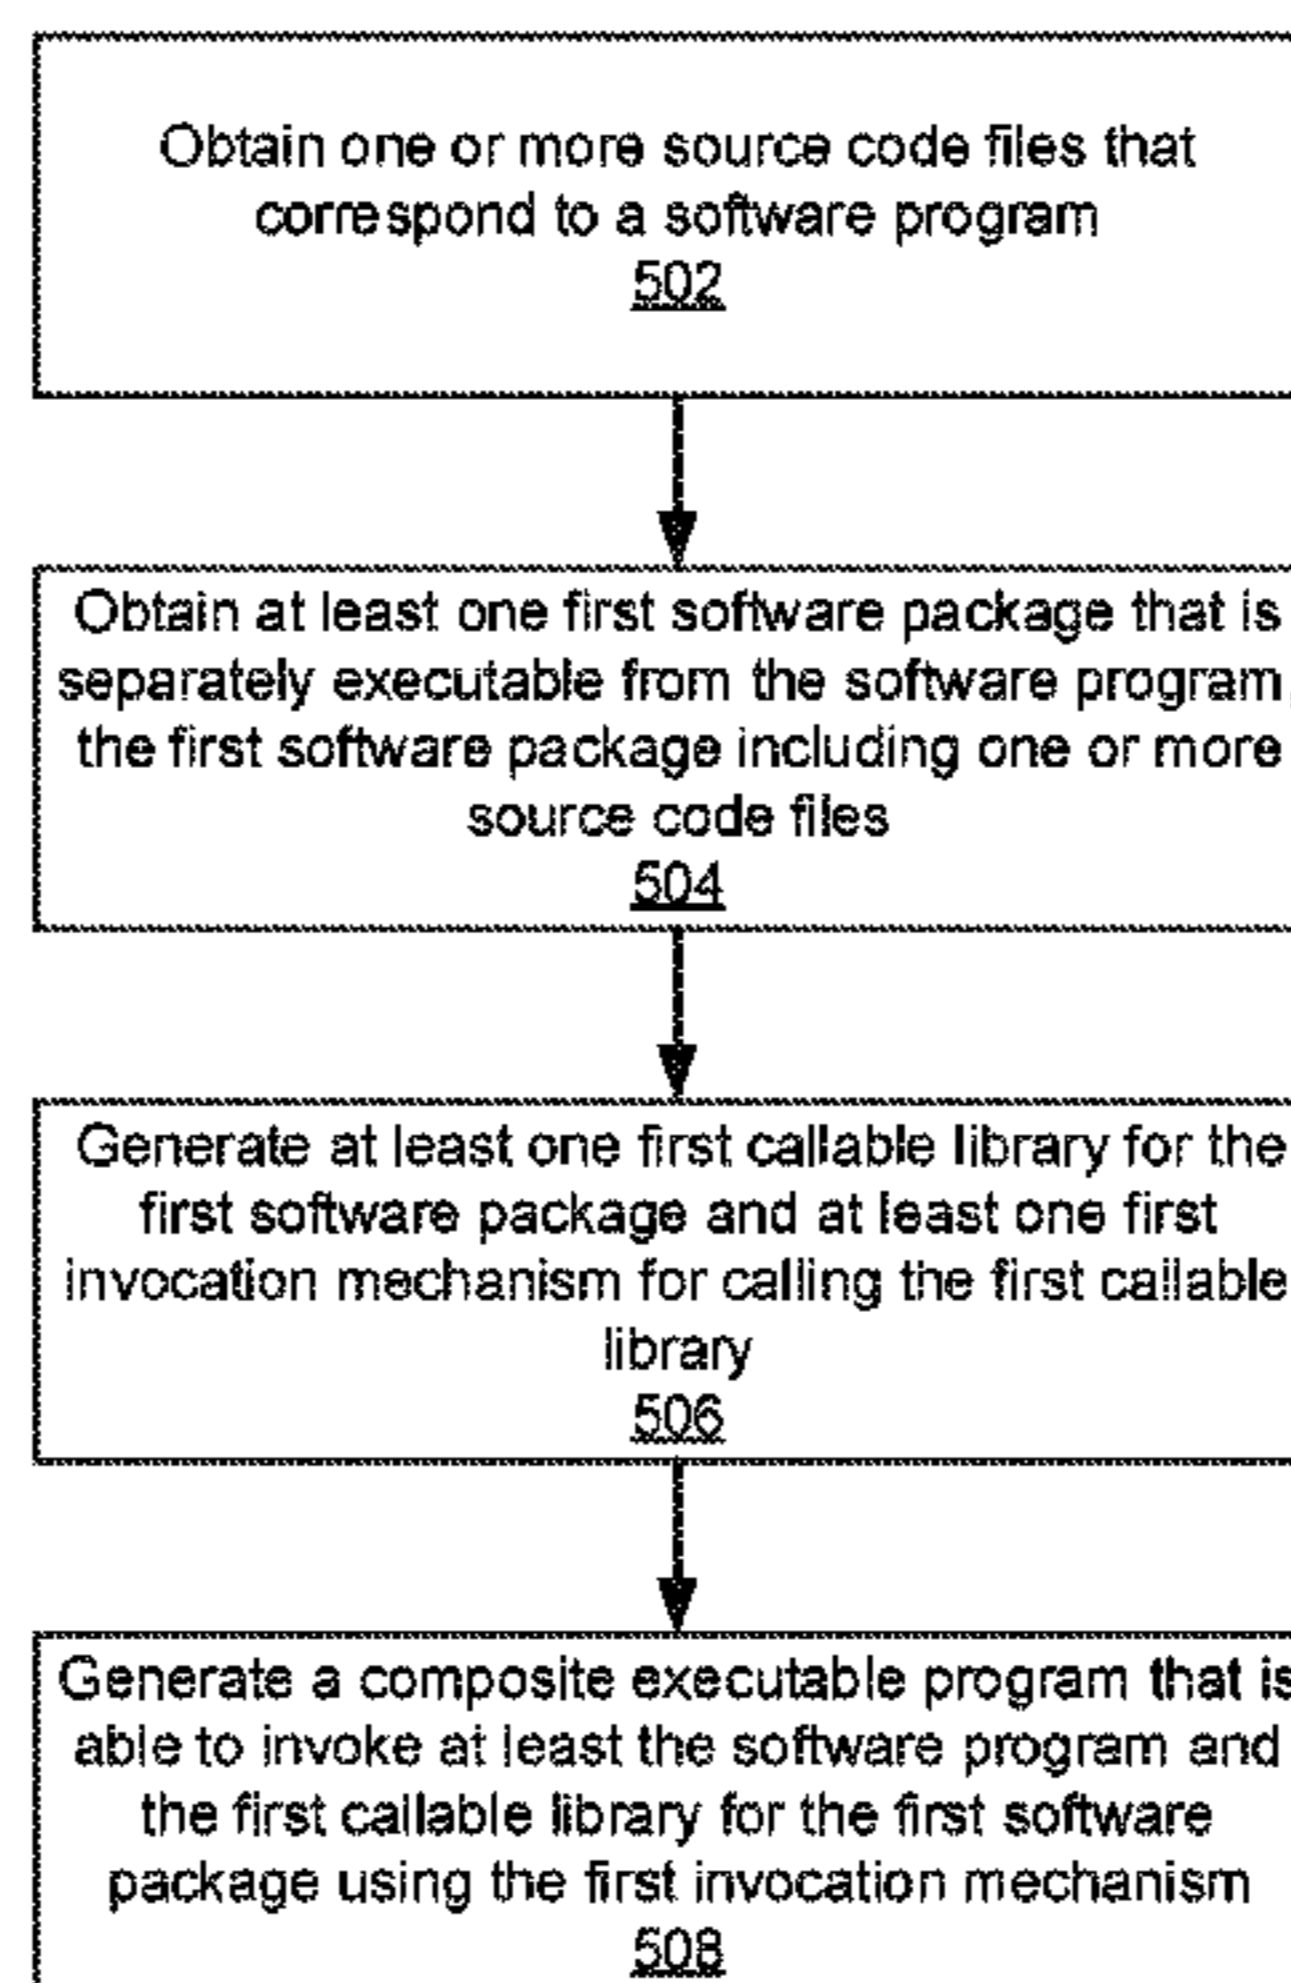 Obtain one or more source code files that
correspond to a software program
502
Obtain at least one first software package that is
separately executable from the software program,
the first software package including one or more
source code files
504
Generate at least one first callable library for the
first software package and at least one first
invocation mechanism for calling the first callable
library
506
Generate a composite executable program that is
able to invoke at least the software program and
the first callable library for the first software
package using the first invocation mechanism
508